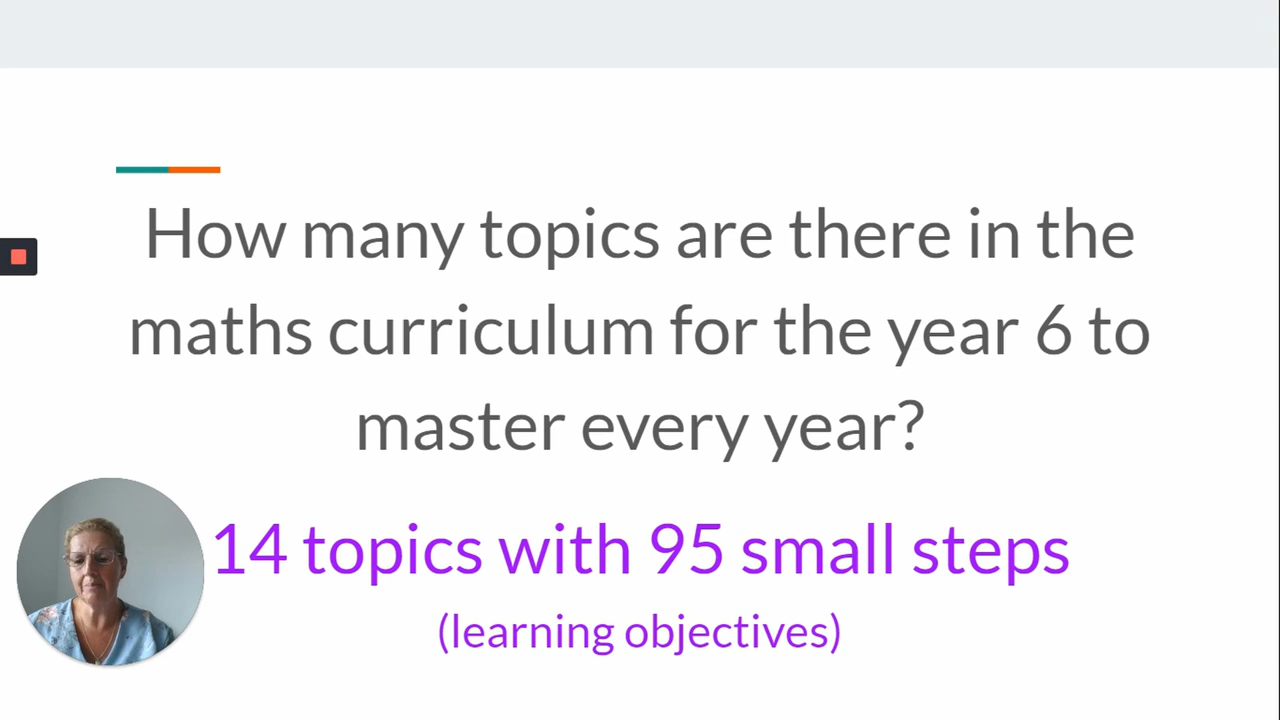 How many topics are there in the
maths curriculum for the year 6 to
master every year?
14 topics with 95 small steps
(learning objectives)